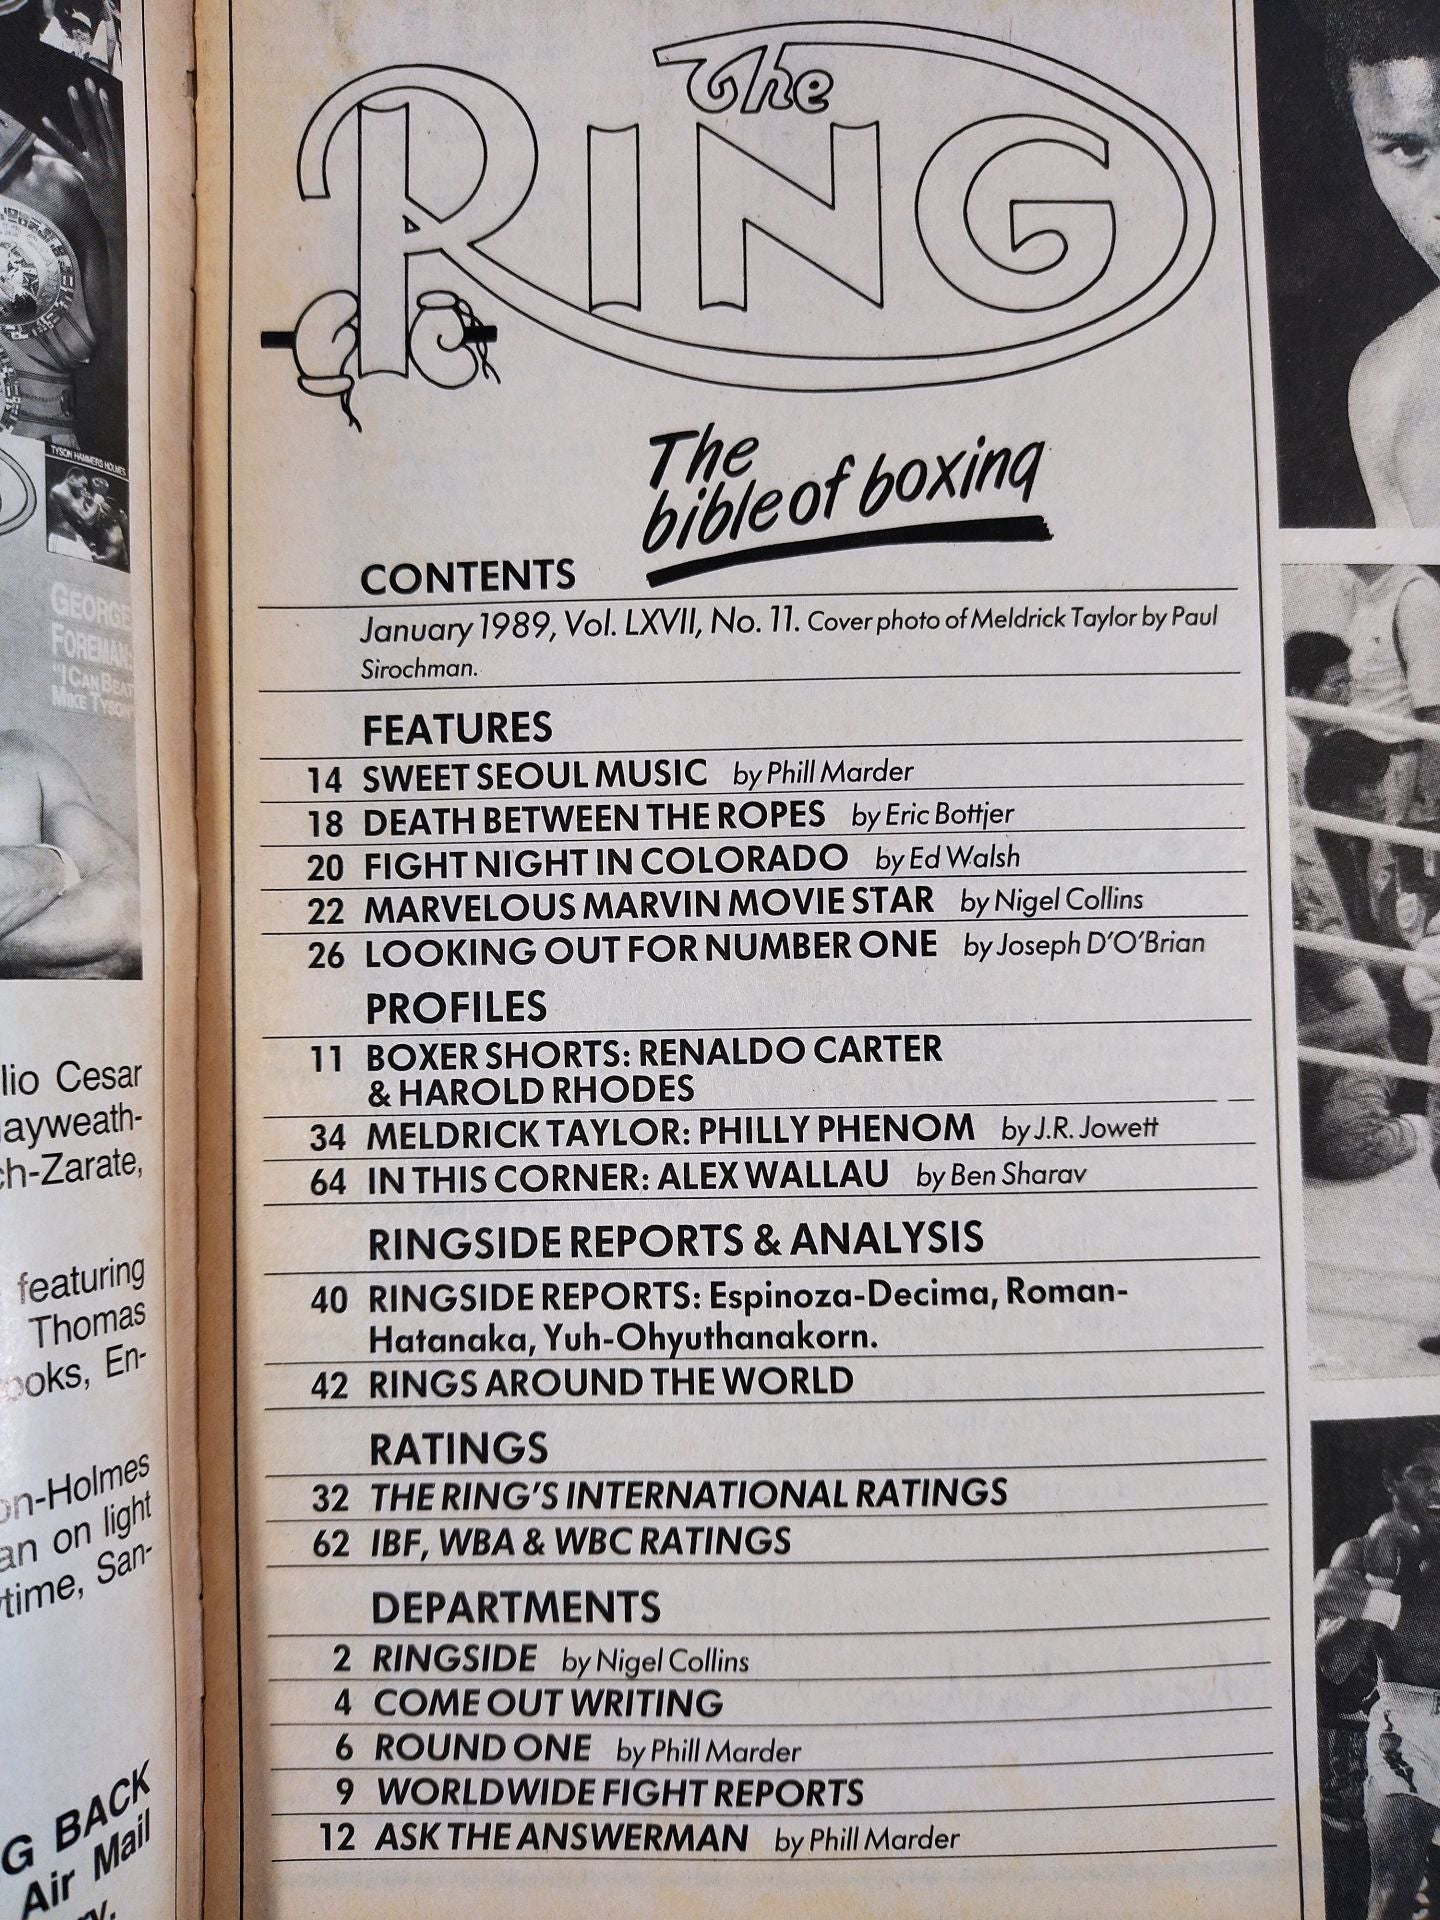 The RING
The
bible of boxing
CONTENTS
January 1989, Vol. LXVII, No. 11. Cover photo of Meldrick Taylor by Paul
Sirochman.
FEATURES
14 SWEET SEOUL MUSIC by Phill Marder
18 DEATH BETWEEN THE ROPES by Eric Bottjer
20 FIGHT NIGHT IN COLORADO by Ed Walsh
22 MARVELOUS MARVIN MOVIE STAR by Nigel Collins
26 LOOKING OUT FOR NUMBER ONE by Joseph D'O'Brian
PROFILES
11 BOXER SHORTS: RENALDO CARTER
& HAROLD RHODES
34 MELDRICK TAYLOR: PHILLY PHENOM by J.R. Jowett
64 IN THIS CORNER: ALEX WALLAU by Ben Sharav
RINGSIDE REPORTS & ANALYSIS
40 RINGSIDE REPORTS: Espinoza-Decima, Roman-
Hatanaka, Yuh-Ohyuthanakorn.
42 RINGS AROUND THE WORLD
RATINGS
32 THE RING'S INTERNATIONAL RATINGS
62 IBF, WBA & WBC RATINGS
DEPARTMENTS
2 RINGSIDE by Nigel Collins
4 COME OUT WRITING
6 ROUND ONE by Phill Marder
9 WORLDWIDE FIGHT REPORTS
12 ASK THE ANSWERMAN by Phill Marder
TYSON HAMMERS HOLMES
GEORGE
FOREMAN:
"I CAN BEAT
MIKE TYSON"
lio Cesar
ayweath-
ch-Zarate,
featuring
Thomas
ooks, En-
on-Holmes
an on light
time, San-
G BACK
Air Mail